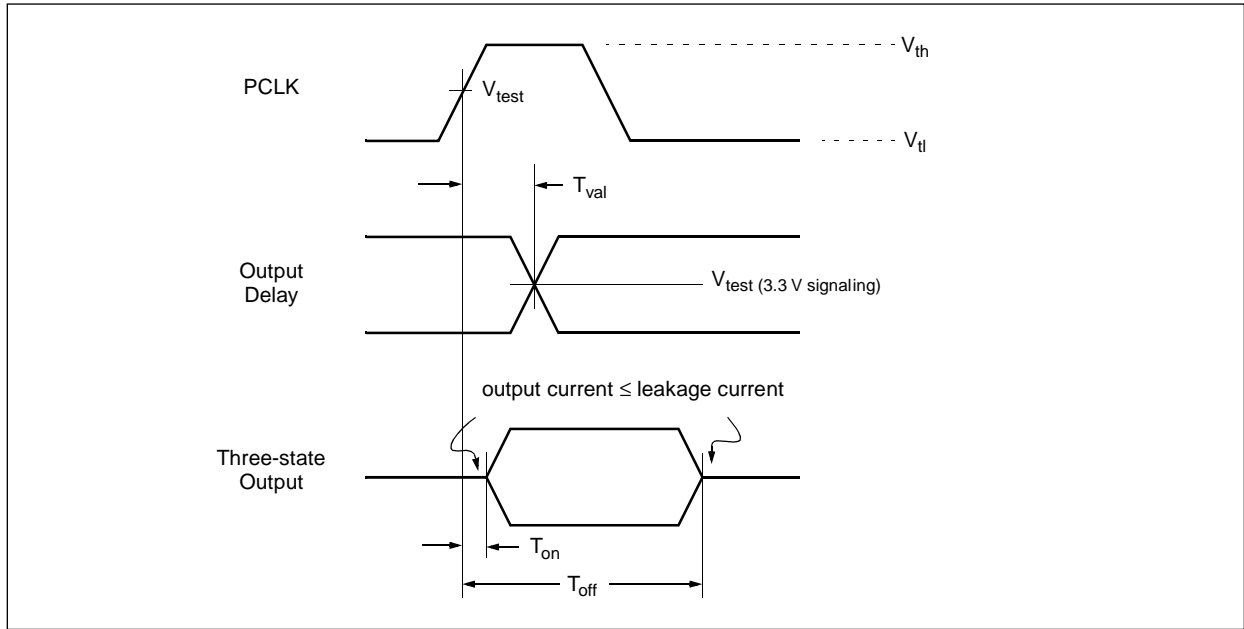 V_th
PCLK
V_test
V_tl
T_val
Output
Delay
V_test (3.3 V signaling)
output current ≤ leakage current
Three-state
Output
T_on
T_off